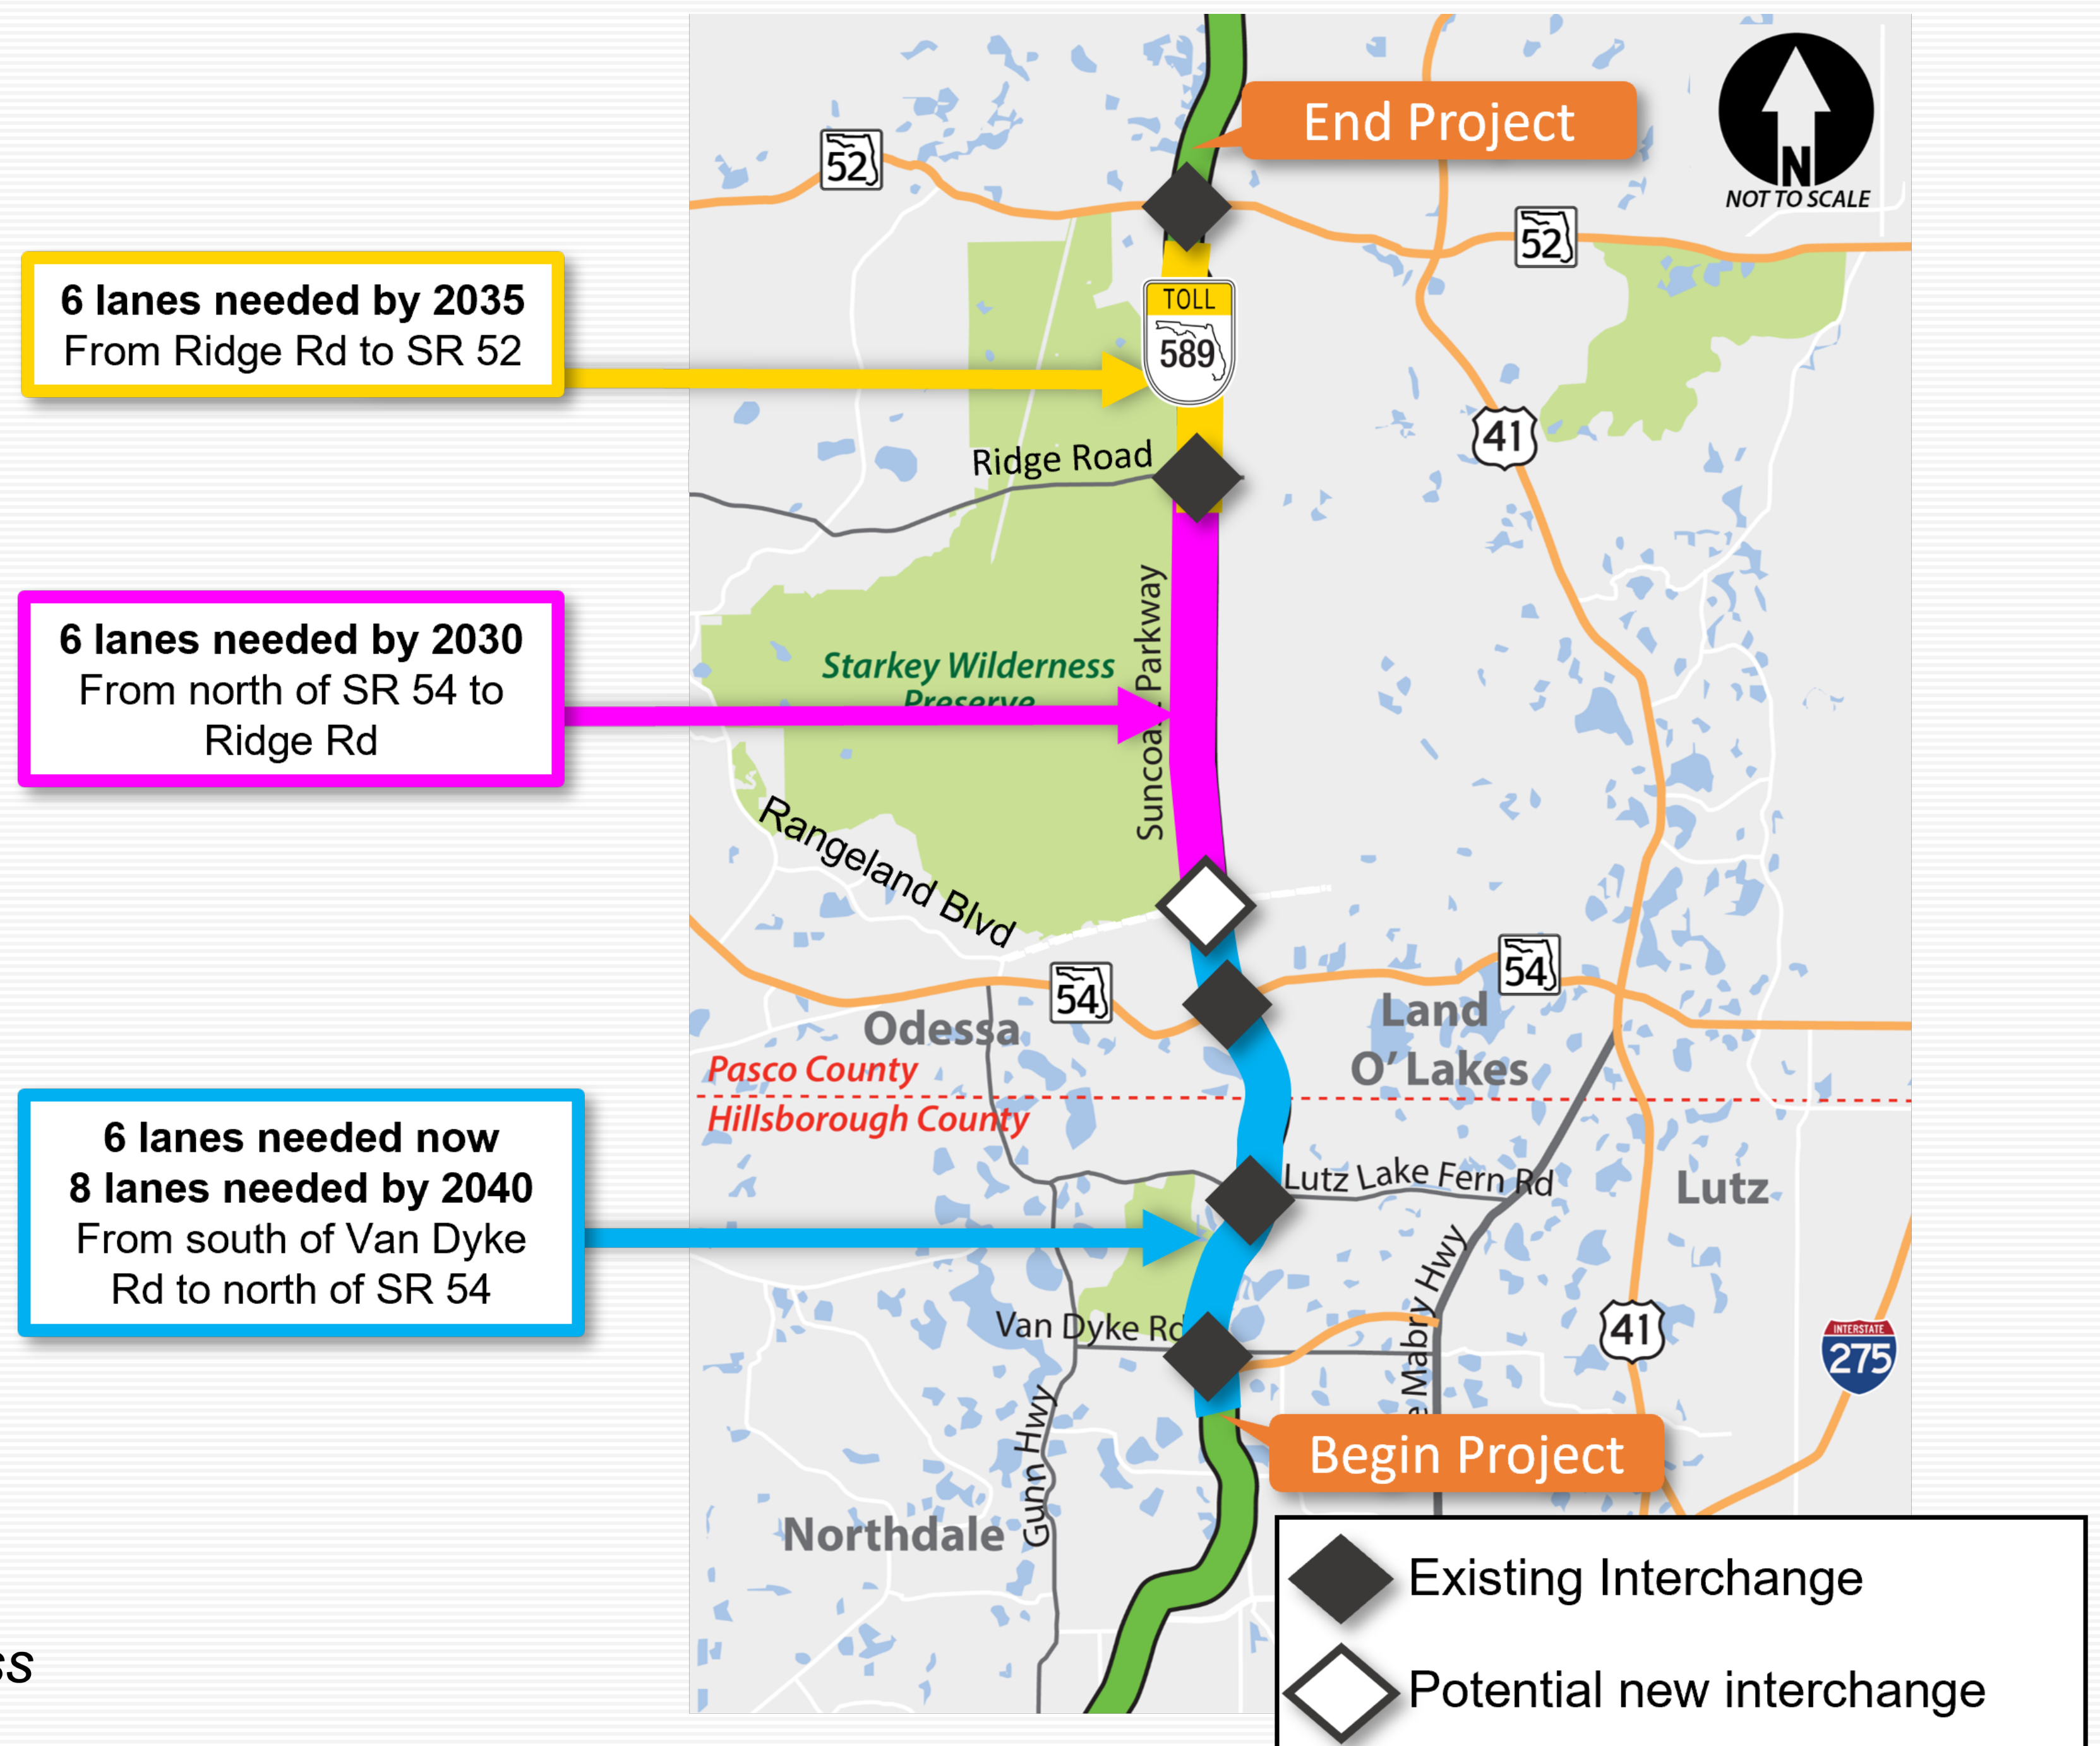 End Project
N
NOT TO SCALE
52
52
6 lanes needed by 2035
From Ridge Rd to SR 52
TOLL
589
41
Ridge Road
6 lanes needed by 2030
From north of SR 54 to
Ridge Rd
Starkey Wilderness
Preserve
Suncoast Parkway
Rangeland Blvd
54
54
Odessa
Land
O' Lakes
Pasco County
Hillsborough County
6 lanes needed now
8 lanes needed by 2040
From south of Van Dyke
Rd to north of SR 54
Lutz Lake Fern Rd
Lutz
Van Dyke Rd
Mabry Hwy
41
INTERSTATE
275
Gunn Hwy
Begin Project
Northdale
Existing Interchange
Potential new interchange